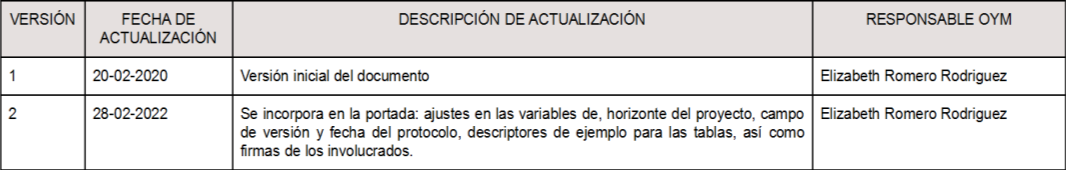 VERSIÓN FECHA DE ACTUALIZACIÓN DESCRIPCIÓN DE ACTUALIZACIÓN RESPONSABLE OYM
1 20-02-2020 Versión inicial del documento Elizabeth Romero Rodriguez
2 28-02-2022 Se incorpora en la portada: ajustes en las variables de, horizonte del proyecto, campo Elizabeth Romero Rodriguez
de versión y fecha del protocolo, descriptores de ejemplo para las tablas, así como
firmas de los involucrados.